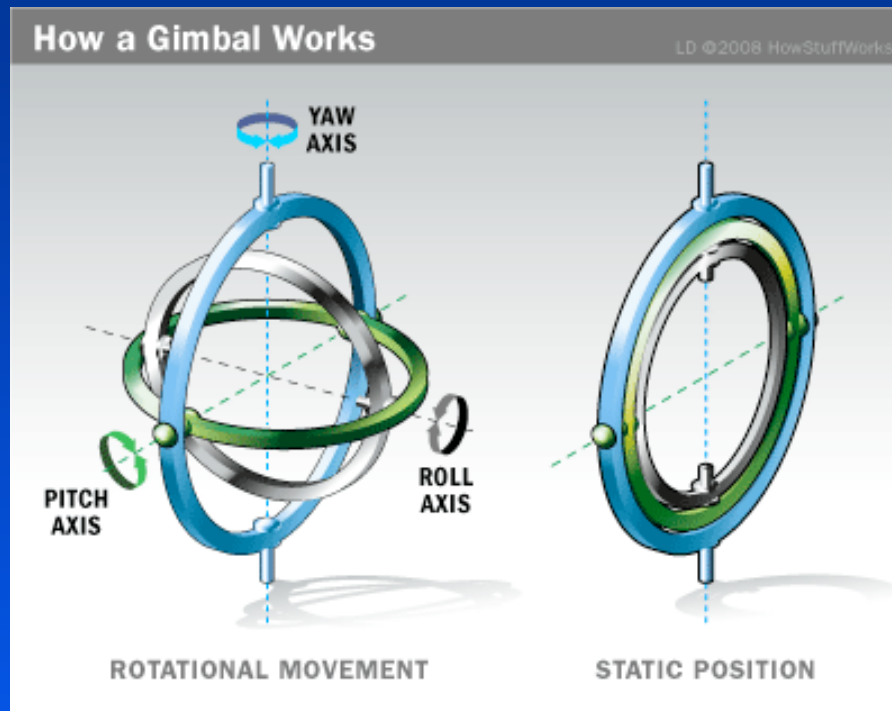 How a Gimbal Works
LD ©2008 HowStuffWorks
YAW
AXIS
PITCH
AXIS
ROLL
AXIS
ROTATIONAL MOVEMENT
STATIC POSITION